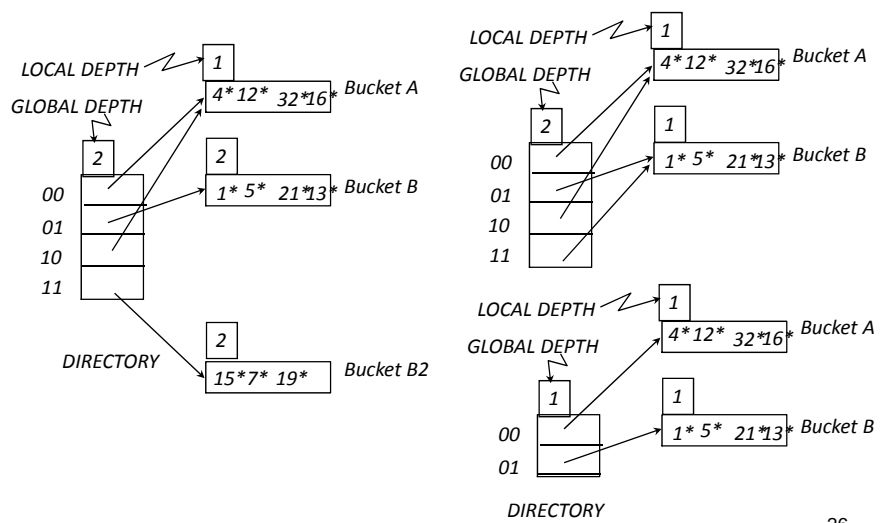 LOCAL DEPTH
1
4* 12* 32* 16* Bucket A
GLOBAL DEPTH
2
2
00
1* 5* 21* 13* Bucket B
01
10
11
2
DIRECTORY
15* 7* 19* Bucket B2
LOCAL DEPTH
1
4* 12* 32* 16* Bucket A
GLOBAL DEPTH
2
1
00
1* 5* 21* 13* Bucket B
01
10
11
LOCAL DEPTH
1
4* 12* 32* 16* Bucket A
GLOBAL DEPTH
1
1
00
1* 5* 21* 13* Bucket B
01
DIRECTORY